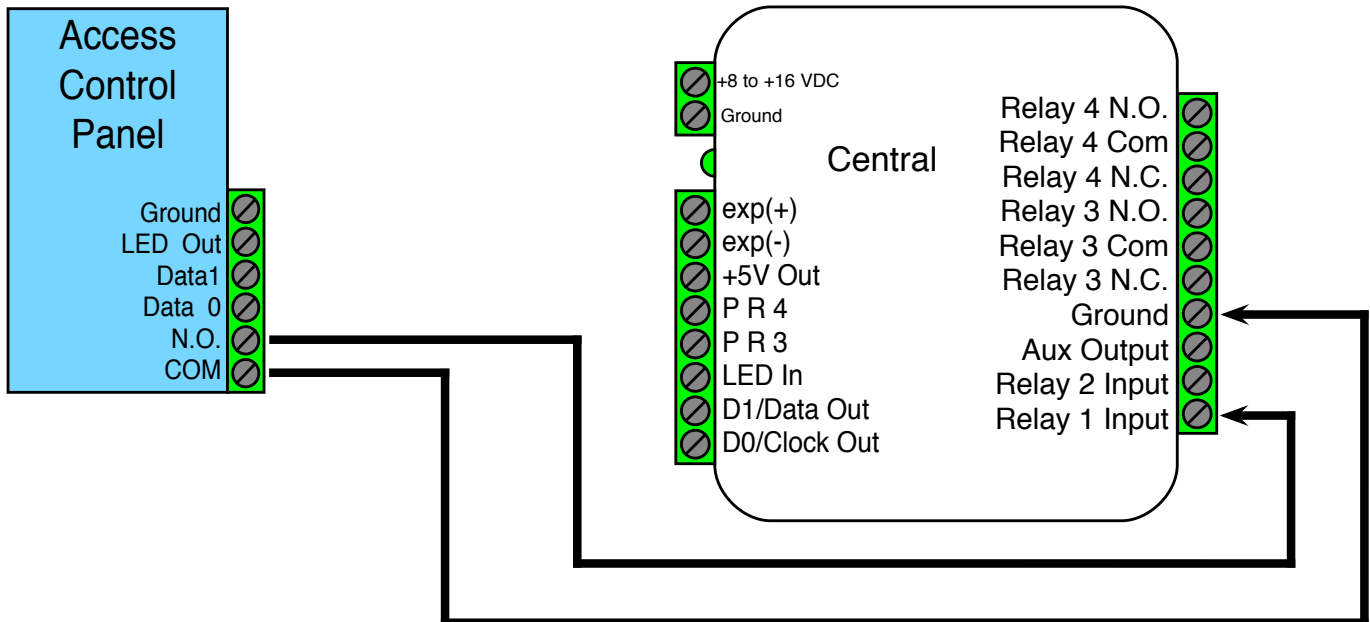 Access
Control
Panel
Ground
LED Out
Data1
Data 0
N.O.
COM
+8 to +16 VDC
Ground
Central
exp(+)
exp(-)
+5V Out
P R 4
P R 3
LED In
D1/Data Out
D0/Clock Out
Relay 4 N.O.
Relay 4 Com
Relay 4 N.C.
Relay 3 N.O.
Relay 3 Com
Relay 3 N.C.
Ground
Aux Output
Relay 2 Input
Relay 1 Input